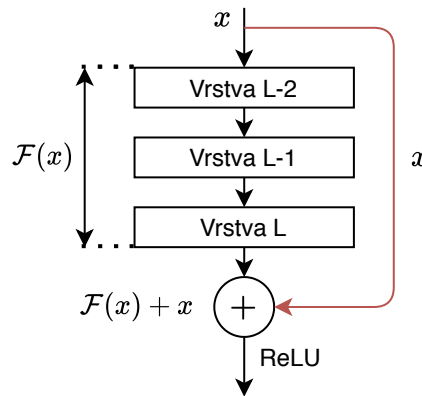 x
Vrstva L-2
F(x)
Vrstva L-1
x
Vrstva L
F(x) + x
+
ReLU